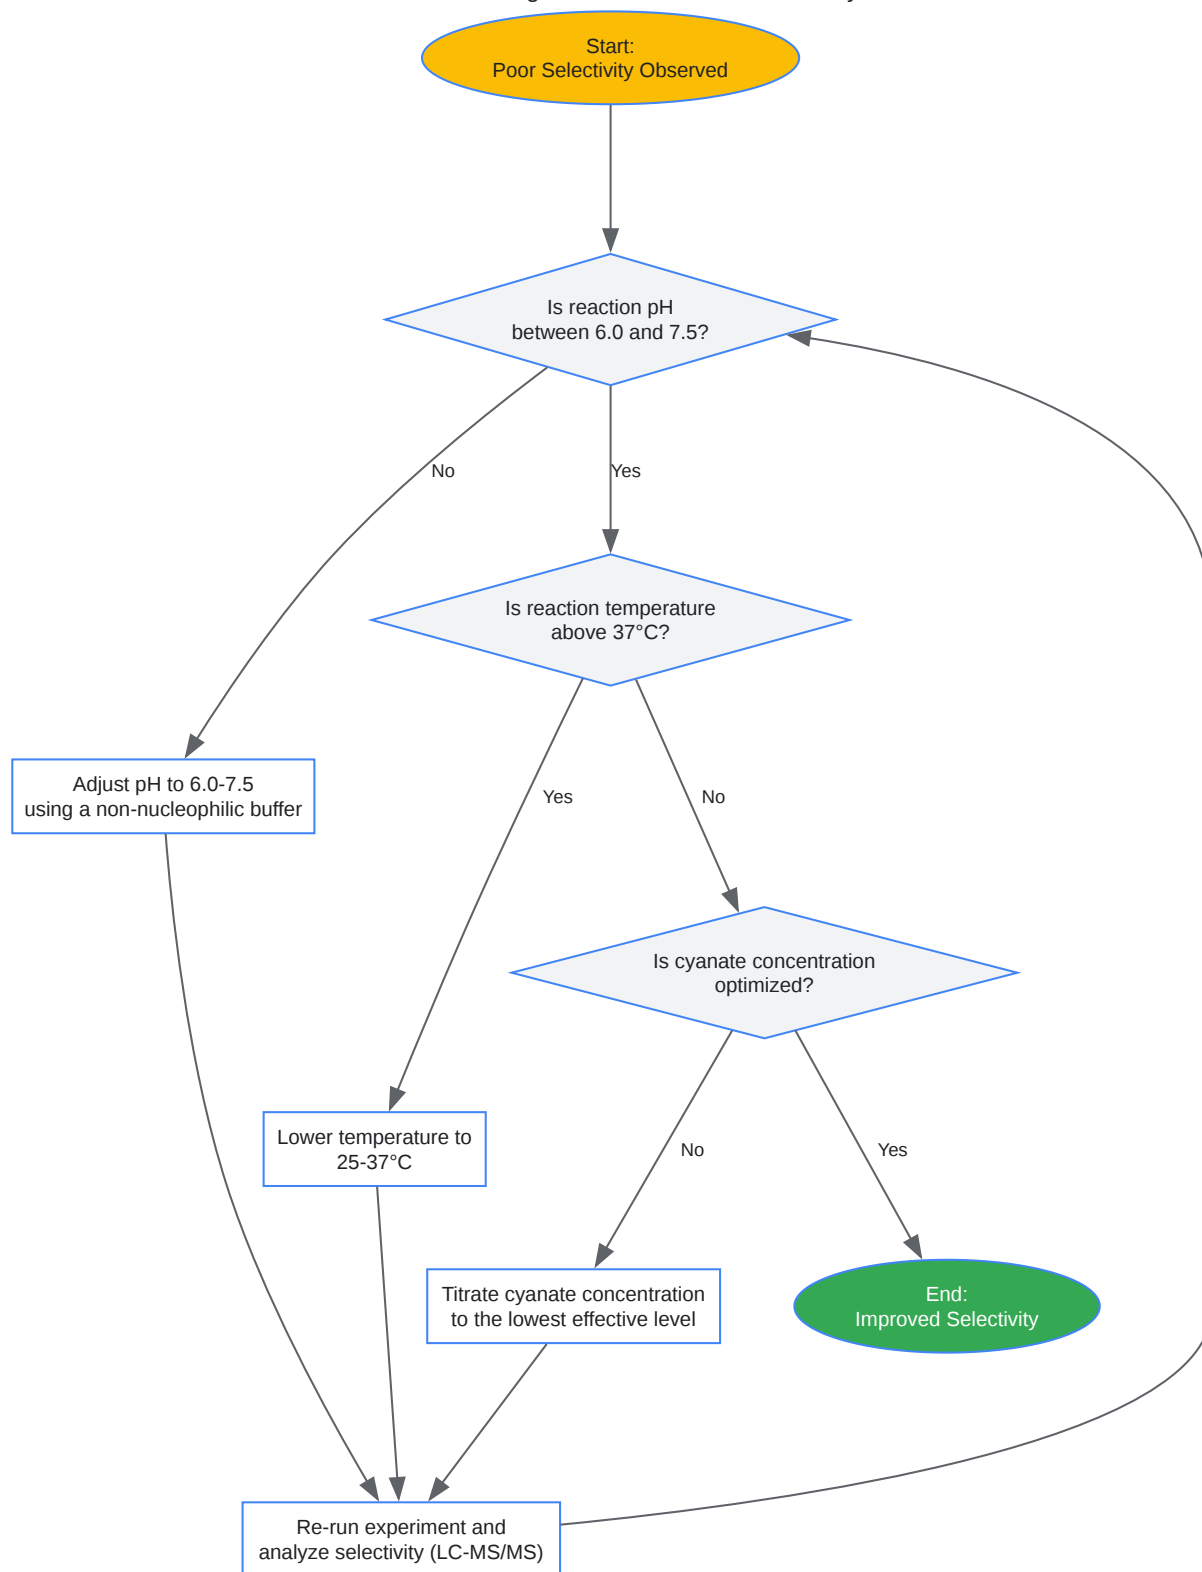 Start:
Poor Selectivity Observed
Is reaction pH
between 6.0 and 7.5?
No
Yes
Is reaction temperature
above 37°C?
Adjust pH to 6.0-7.5
using a non-nucleophilic buffer
Yes
No
Is cyanate concentration
optimized?
Lower temperature to
25-37°C
No
Yes
Titrate cyanate concentration
to the lowest effective level
End:
Improved Selectivity
Re-run experiment and
analyze selectivity (LC-MS/MS)